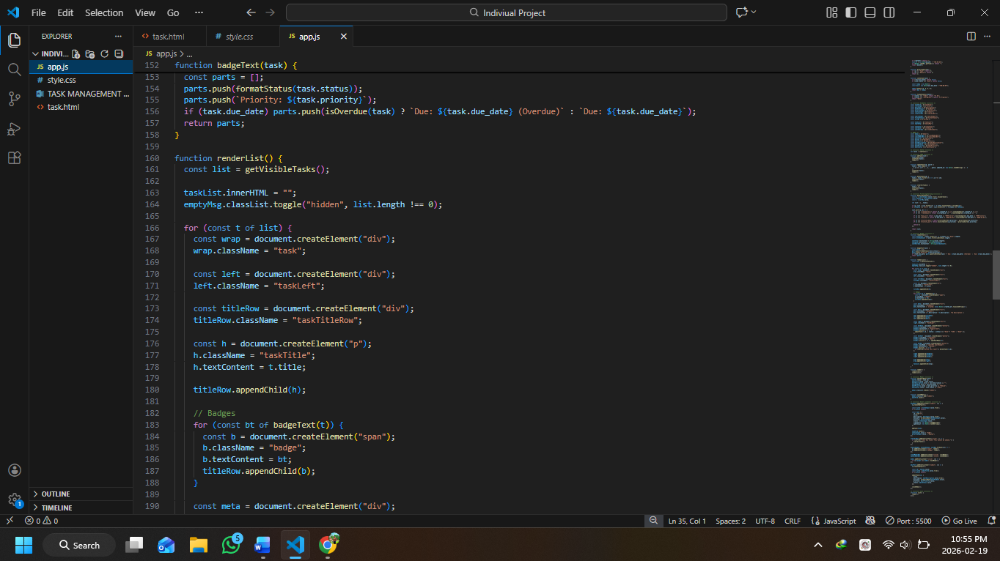 File Edit Selection View Go ··· Indiviual Project
EXPLORER ···
INDIVI...
JS app.js
# style.css
TASK MANAGEMENT ...
<> task.html
OUTLINE
TIMELINE
<> task.html # style.css JS app.js
JS app.js > ...
152 function badgeText(task) {
153 const parts = [];
154 parts.push(formatStatus(task.status));
155 parts.push(`Priority: ${task.priority}`);
156 if (task.due_date) parts.push(isOverdue(task) ? `Due: ${task.due_date} (Overdue)` : `Due: ${task.due_date}`);
157 return parts;
158 }
159
160 function renderList() {
161 const list = getVisibleTasks();
162
163 taskList.innerHTML = "";
164 emptyMsg.classList.toggle("hidden", list.length !== 0);
165
166 for (const t of list) {
167 const wrap = document.createElement("div");
168 wrap.className = "task";
169
170 const left = document.createElement("div");
171 left.className = "taskLeft";
172
173 const titleRow = document.createElement("div");
174 titleRow.className = "taskTitleRow";
175
176 const h = document.createElement("p");
177 h.className = "taskTitle";
178 h.textContent = t.title;
179
180 titleRow.appendChild(h);
181
182 // Badges
183 for (const bt of badgeText(t)) {
184 const b = document.createElement("span");
185 b.className = "badge";
186 b.textContent = bt;
187 titleRow.appendChild(b);
188 }
189
190 const meta = document.createElement("div");
1
0 0 Ln 35, Col 1 Spaces: 2 UTF-8 CRLF {} JavaScript Port : 5500 Go Live
Search 5 10:55 PM
2026-02-19